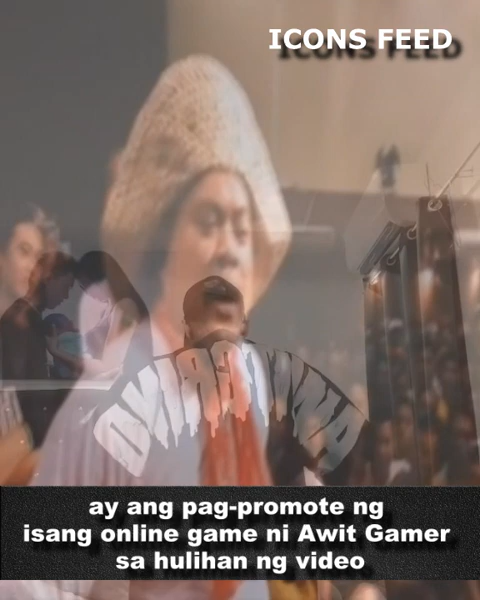 ICONS FEED
ay ang pag-promote ng
isang online game ni Awit Gamer
sa hulihan ng video